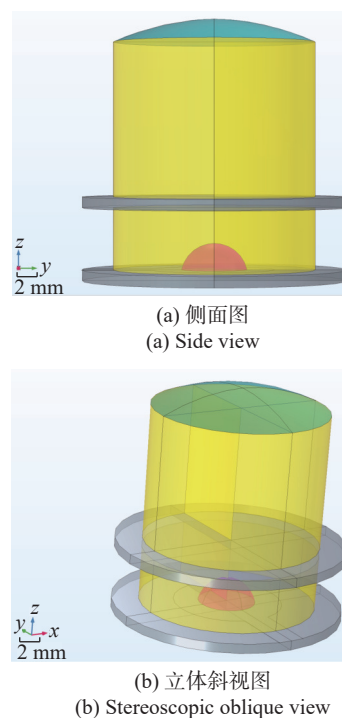 z
y
2 mm
(a) 侧面图
(a) Side view
z
y
x
2 mm
(b) 立体斜视图
(b) Stereoscopic oblique view